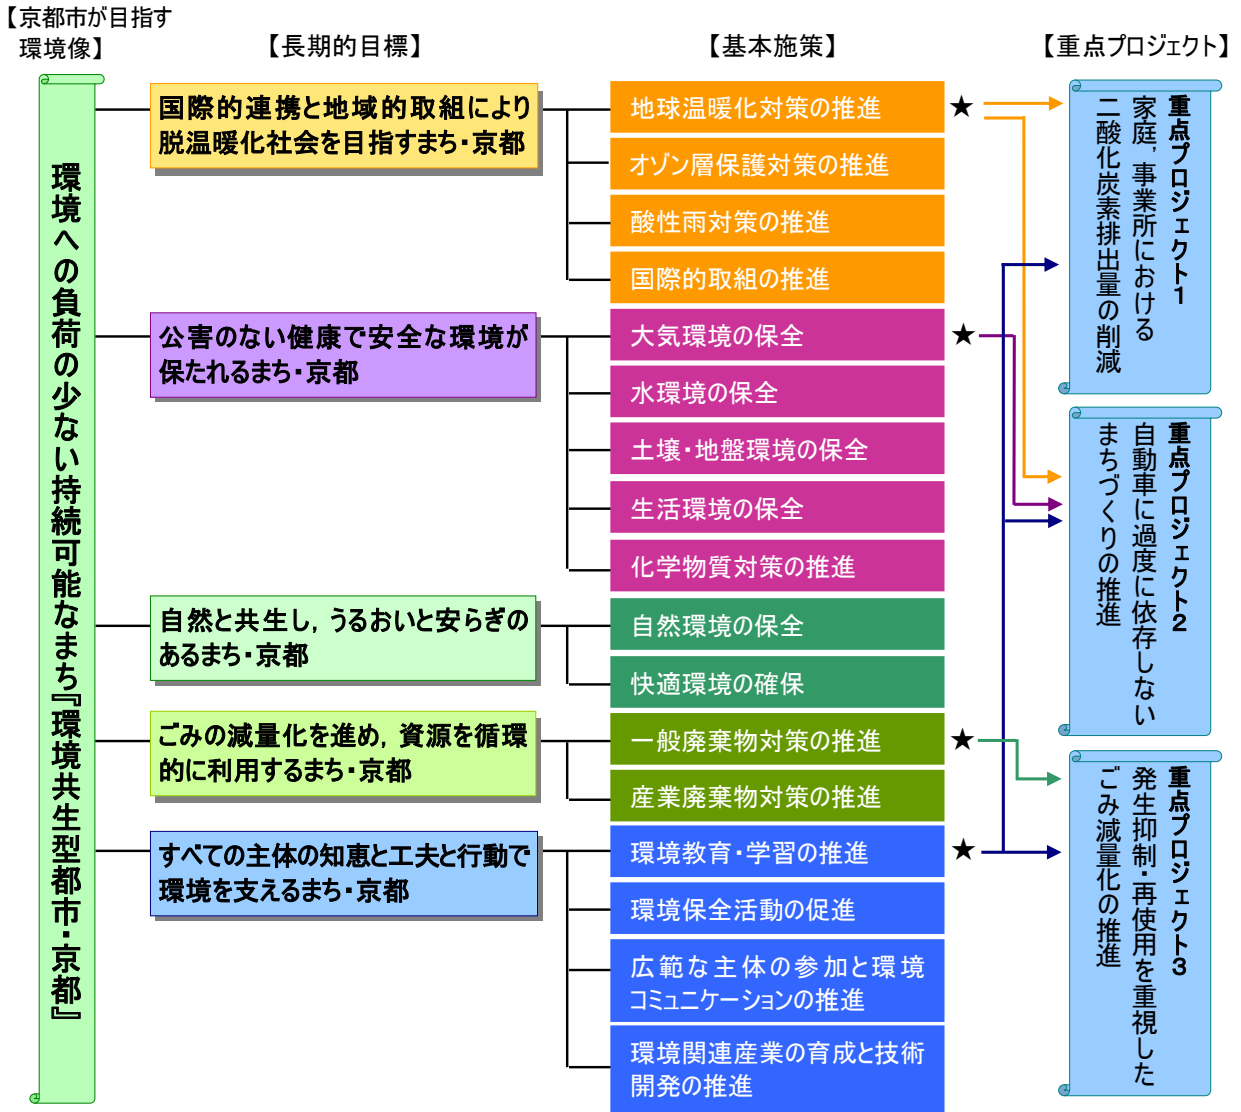 【京都市が目指す
環境像】
【長期的目標】
【基本施策】
【重点プロジェクト】
環境への負荷の少ない持続可能なまち『環境共生型都市・京都』
国際的連携と地域的取組により
脱温暖化社会を目指すまち・京都
地球温暖化対策の推進
★
オゾン層保護対策の推進
酸性雨対策の推進
国際的取組の推進
公害のない健康で安全な環境が
保たれるまち・京都
大気環境の保全
★
水環境の保全
土壌・地盤環境の保全
生活環境の保全
化学物質対策の推進
自然と共生し，うるおいと安らぎの
あるまち・京都
自然環境の保全
快適環境の確保
ごみの減量化を進め，資源を循環
的に利用するまち・京都
一般廃棄物対策の推進
★
産業廃棄物対策の推進
すべての主体の知恵と工夫と行動で
環境を支えるまち・京都
環境教育・学習の推進
★
環境保全活動の促進
広範な主体の参加と環境
コミュニケーションの推進
環境関連産業の育成と技術
開発の推進
重点プロジェクト1
家庭，事業所における
二酸化炭素排出量の削減
重点プロジェクト2
自動車に過度に依存しない
まちづくりの推進
重点プロジェクト3
発生抑制・再使用を重視した
ごみ減量化の推進